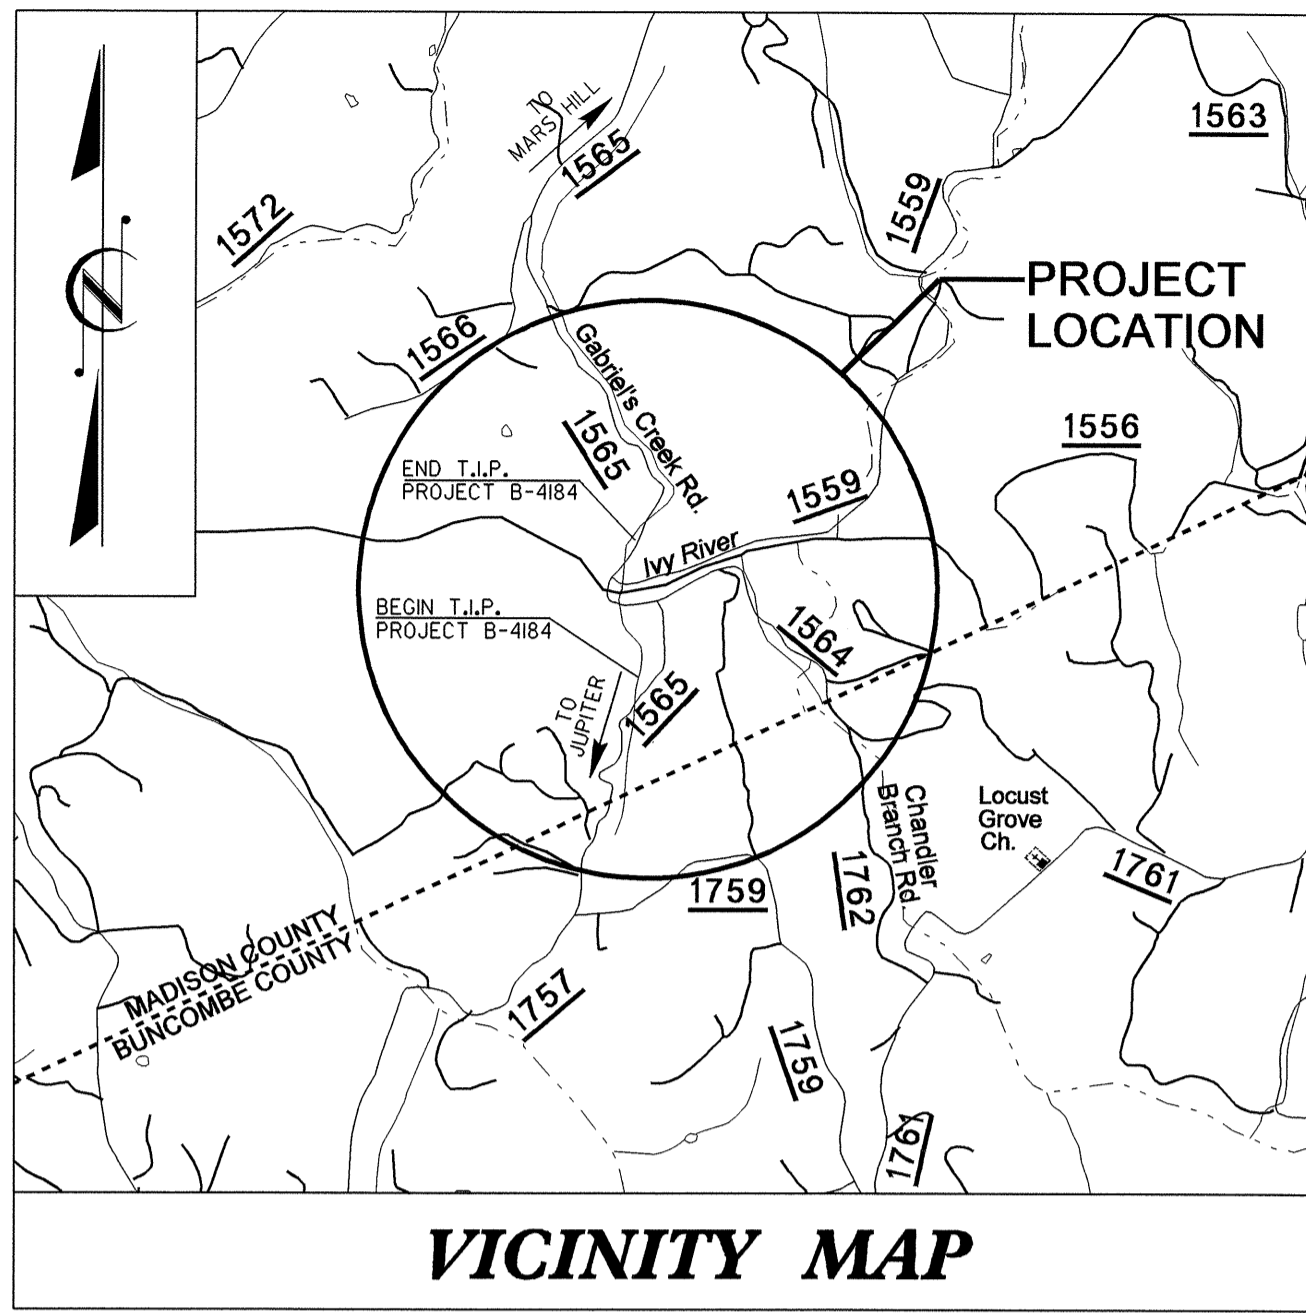 N
TO
MARS HILL
1565
1563
1572
1559
PROJECT
LOCATION
1566
Gabriel's Creek Rd.
1565
1556
END T.I.P.
PROJECT B-4184
1559
Ivy River
BEGIN T.I.P.
PROJECT B-4184
1564
TO
JUPITER
1565
Chandler
Branch Rd.
Locust
Grove
Ch.
1762
1761
1759
MADISON COUNTY
BUNCOMBE COUNTY
1757
1759
1761
VICINITY MAP